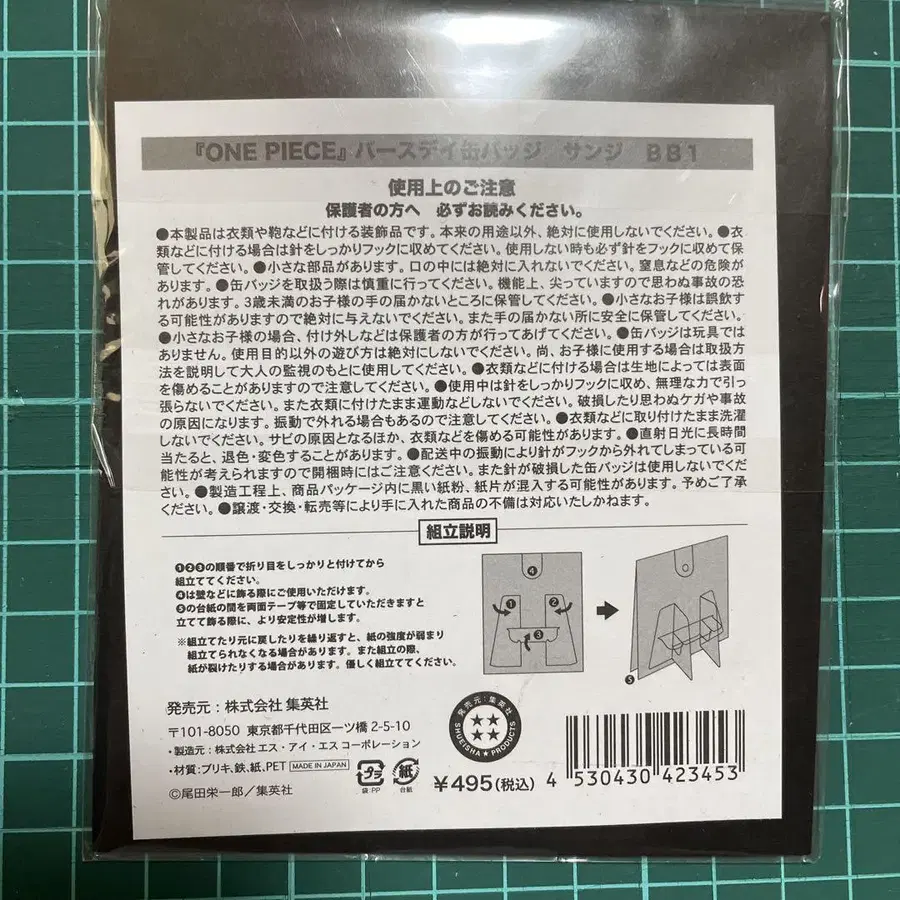 『ONE PIECE』バースデイ缶バッジ サンジ BB1
使用上のご注意
保護者の方へ 必ずお読みください。
●本製品は衣類や鞄などに付ける装飾品です。本来の用途以外、絶対に使用しないでください。●衣
類などに付ける場合は針をしっかりフックに収めてください。使用しない時も必ず針をフックに収めて保
管してください。●小さな部品があります。口の中には絶対に入れないでください。窒息などの危険が
あります。●缶バッジを取扱う際は慎重に行ってください。機能上、尖っていますので思わぬ事故の恐
れがあります。3歳未満のお子様の手の届かないところに保管してください。●小さなお子様は誤飲す
る可能性がありますので絶対に与えないでください。また手の届かない所に安全に保管してください。
●小さなお子様の場合、付け外しなどは保護者の方が行ってあげてください。●缶バッジは玩具では
ありません。使用目的以外の遊び方は絶対にしないでください。尚、お子様に使用する場合は取扱方
法を説明して大人の監視のもとに使用してください。●衣類などに付ける場合は生地によっては表面
を傷めることがありますので注意してください。●使用中は針をしっかりフックに収め、無理な力で引っ
張らないでください。また衣類に付けたまま運動などしないでください。破損したり思わぬケガや事故
の原因になります。振動で外れる場合もあるので注意してください。●衣類などに取り付けたまま洗濯
しないでください。サビの原因となるほか、衣類などを傷める可能性があります。●直射日光に長時間
当たると、退色・変色することがあります。●配送中の振動により針がフックから外れてしまっている可
能性が考えられますので開梱時にはご注意ください。また針が破損した缶バッジは使用しないでくださ
い。●製造工程上、商品パッケージ内に黒い紙粉、紙片が混入する可能性があります。予めご了承
ください。●譲渡・交換・転売等により手に入れた商品の不備は対応いたしかねます。
組立説明
①②③の順番で折り目をしっかりと付けてから
組立ててください。
④は壁などに飾る際にご使用いただけます。
⑤の台紙の間を両面テープ等で固定していただきますと
立てて飾る際に、より安定性が増します。
※組立てたり元に戻したりを繰り返すと、紙の強度が弱まり
組立てられなくなる場合があります。また組立の際、
紙が裂けたりする場合があります。優しく組立ててください。
④
① ②
③
⑤
発売元：株式会社 集英社
〒101-8050 東京都千代田区一ツ橋 2-5-10
・製造元：株式会社 エス・アイ・エス コーポレーション
・材質：ブリキ、鉄、紙、PET MADE IN JAPAN
©尾田栄一郎／集英社
プラ
袋:PP
紙
台紙
発売元：集英社
SHUEISHA ★ PRODUCTS
¥495(税込)
4 530430 423453